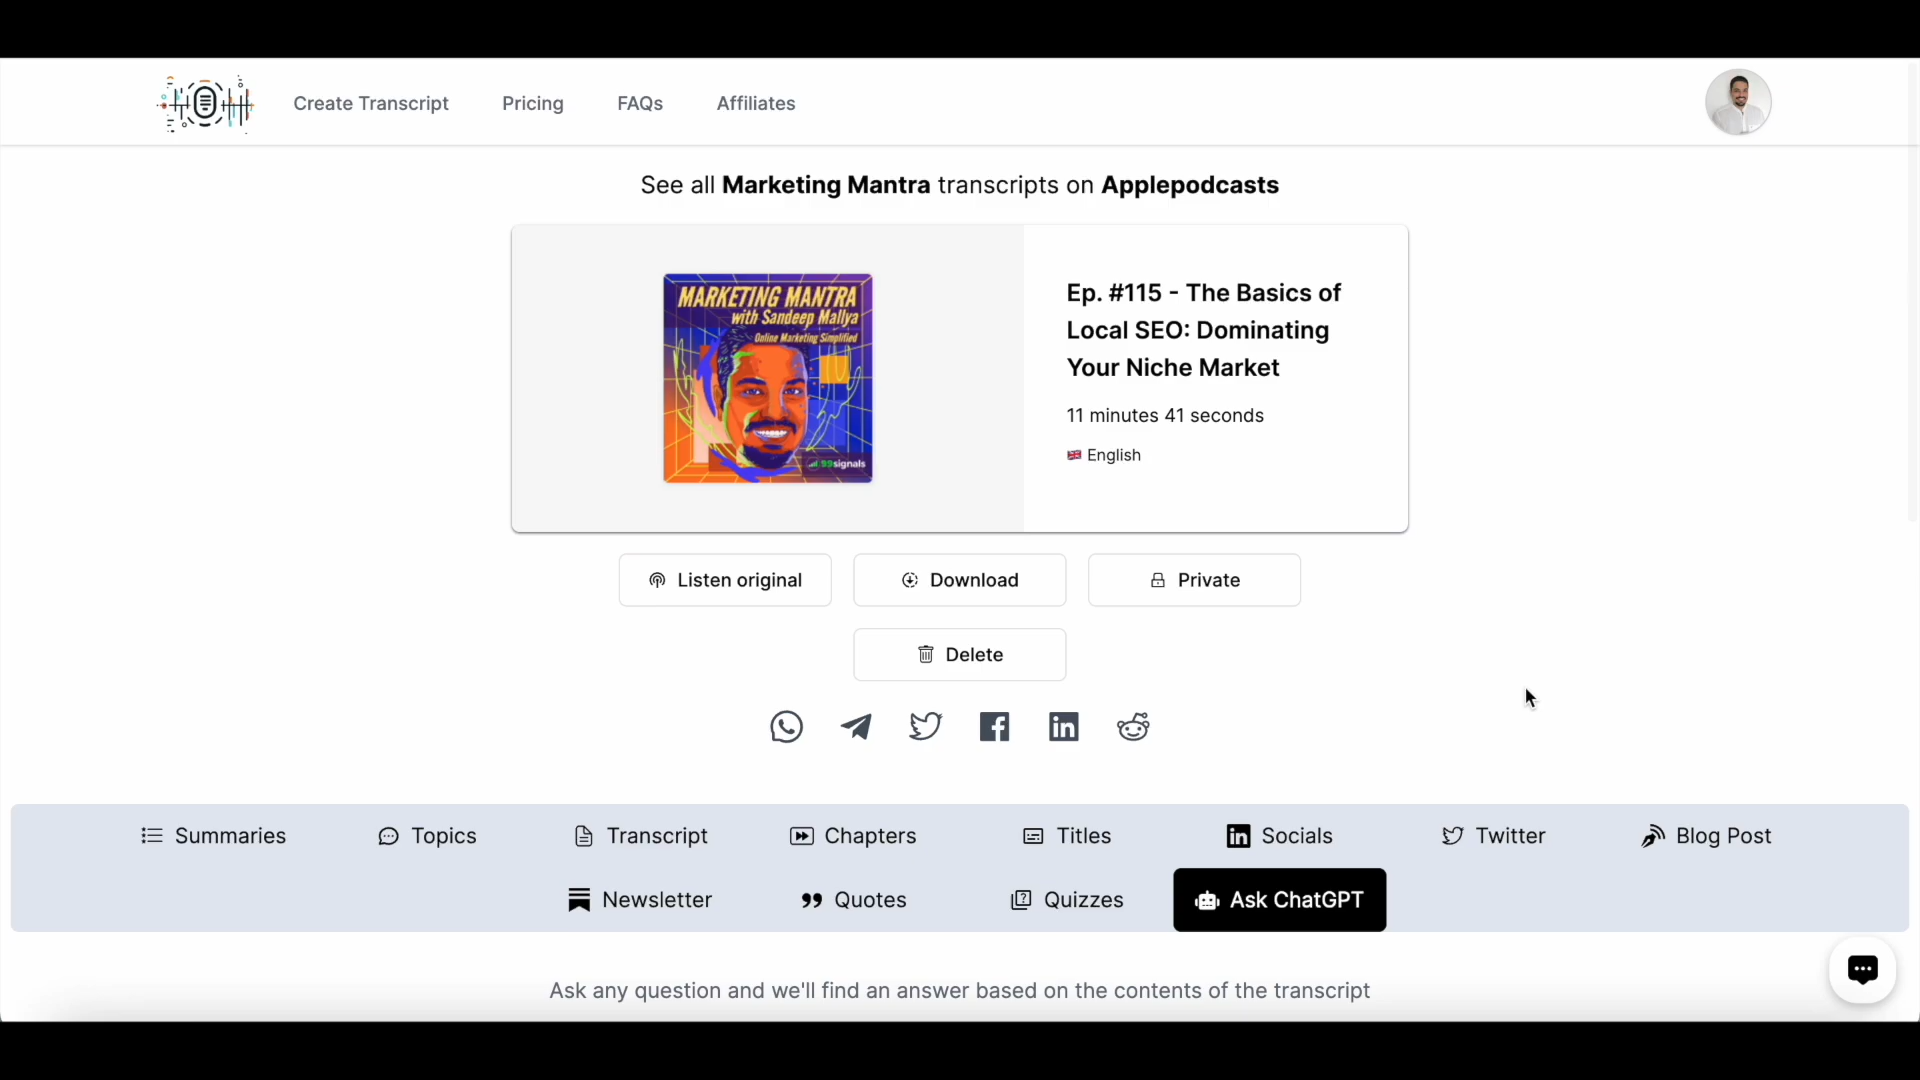 Create Transcript Pricing FAQs Affiliates
See all Marketing Mantra transcripts on Applepodcasts
MARKETING MANTRA
with Sandeep Mallya
Online Marketing Simplified
99signals
Ep. #115 - The Basics of
Local SEO: Dominating
Your Niche Market
11 minutes 41 seconds
English
Listen original Download Private
Delete
Summaries Topics Transcript Chapters Titles Socials Twitter Blog Post
Newsletter Quotes Quizzes Ask ChatGPT
Ask any question and we'll find an answer based on the contents of the transcript